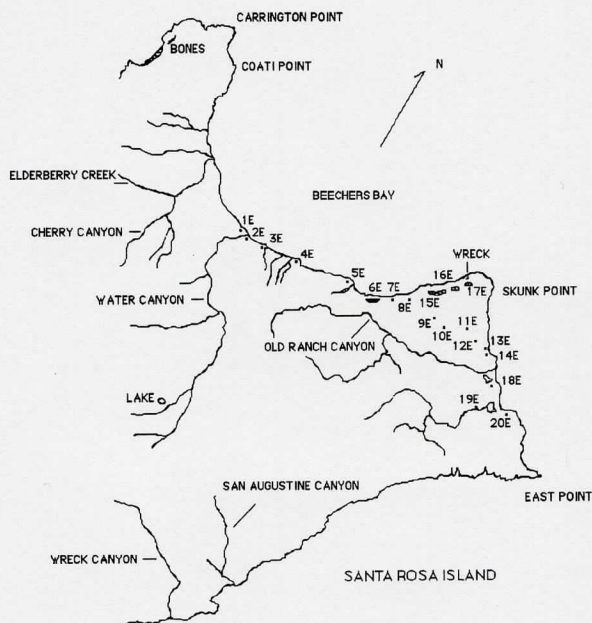 CARRINGTON POINT
BONES
COATI POINT
N
ELDERBERRY CREEK
BEECHERS BAY
1E
CHERRY CANYON
2E
3E
4E
WRECK
5E
16E
6E 7E
17E
SKUNK POINT
WATER CANYON
8E
15E
9E
11E
10E
OLD RANCH CANYON
12E
13E
14E
18E
LAKE
19E
20E
SAN AUGUSTINE CANYON
EAST POINT
WRECK CANYON
SANTA ROSA ISLAND